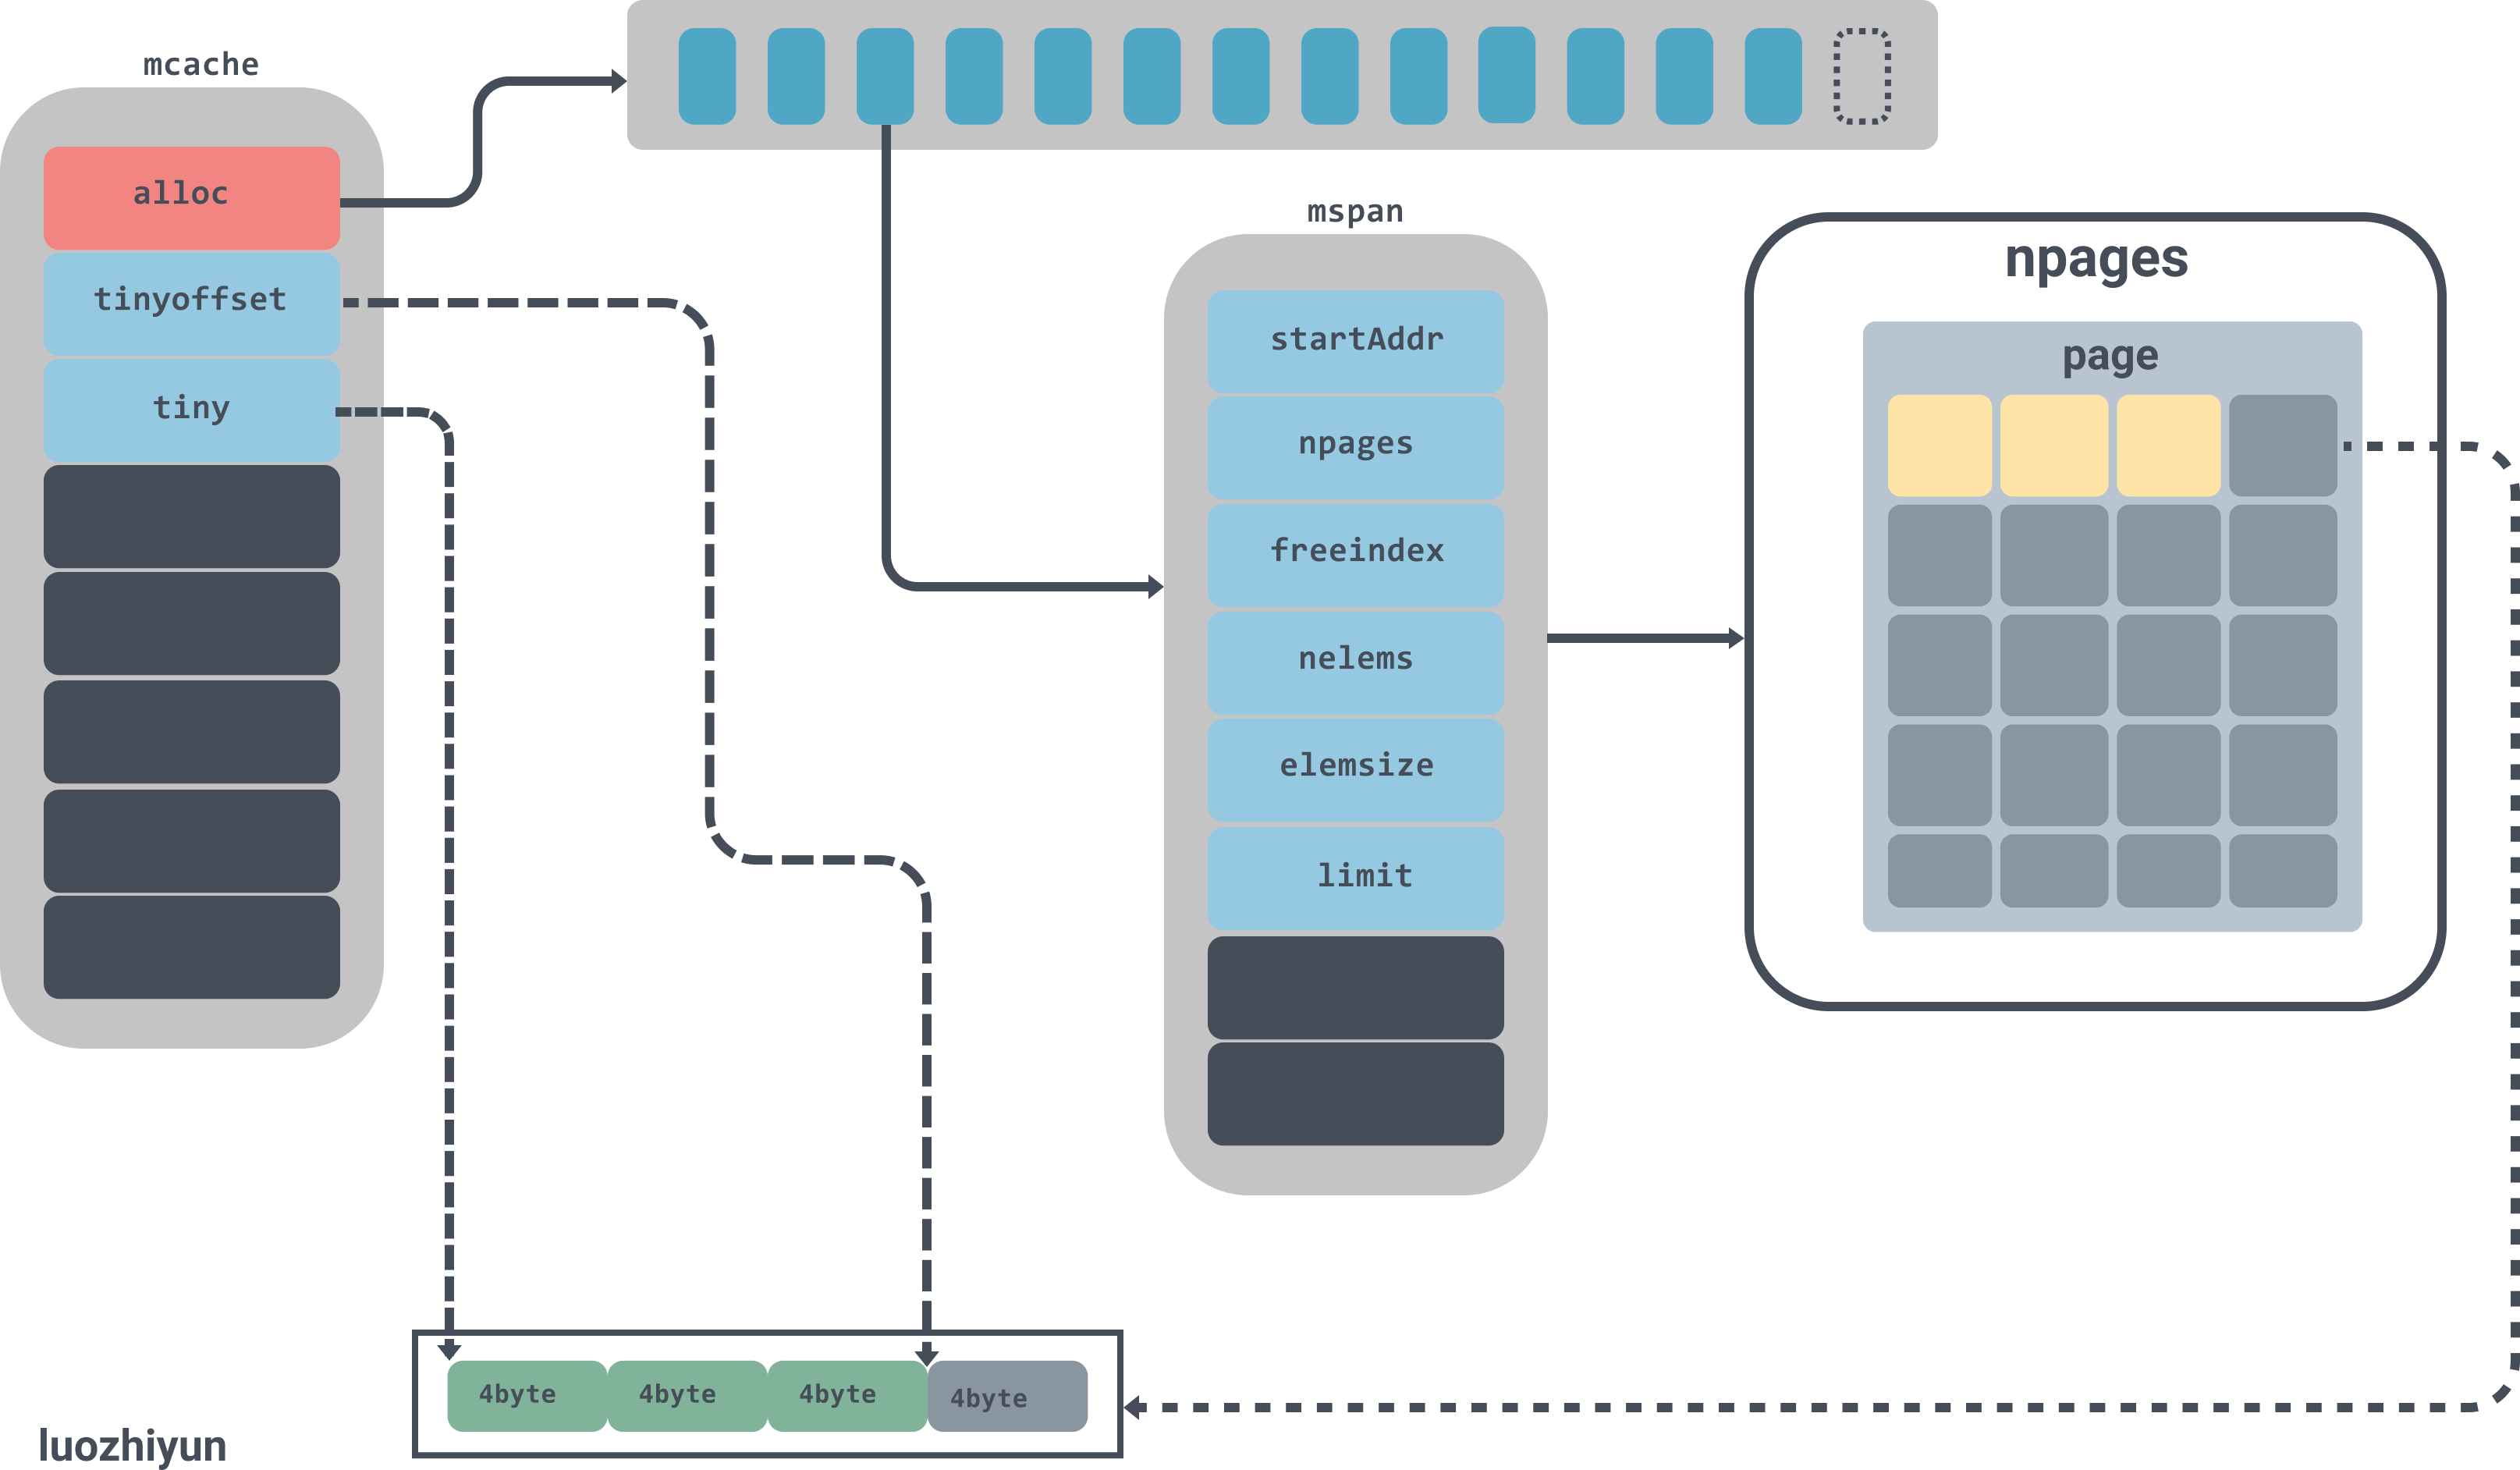 mcache
alloc
tinyoffset
tiny
mspan
startAddr
npages
freeindex
nelems
elemsize
limit
npages
page
4byte
4byte
4byte
4byte
luozhiyun